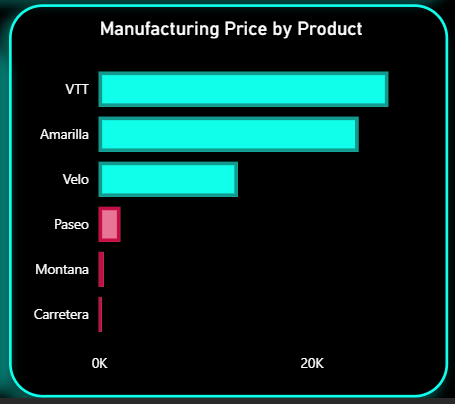 Manufacturing Price by Product
VTT
Amarilla
Velo
Paseo
Montana
Carretera
0K 20K